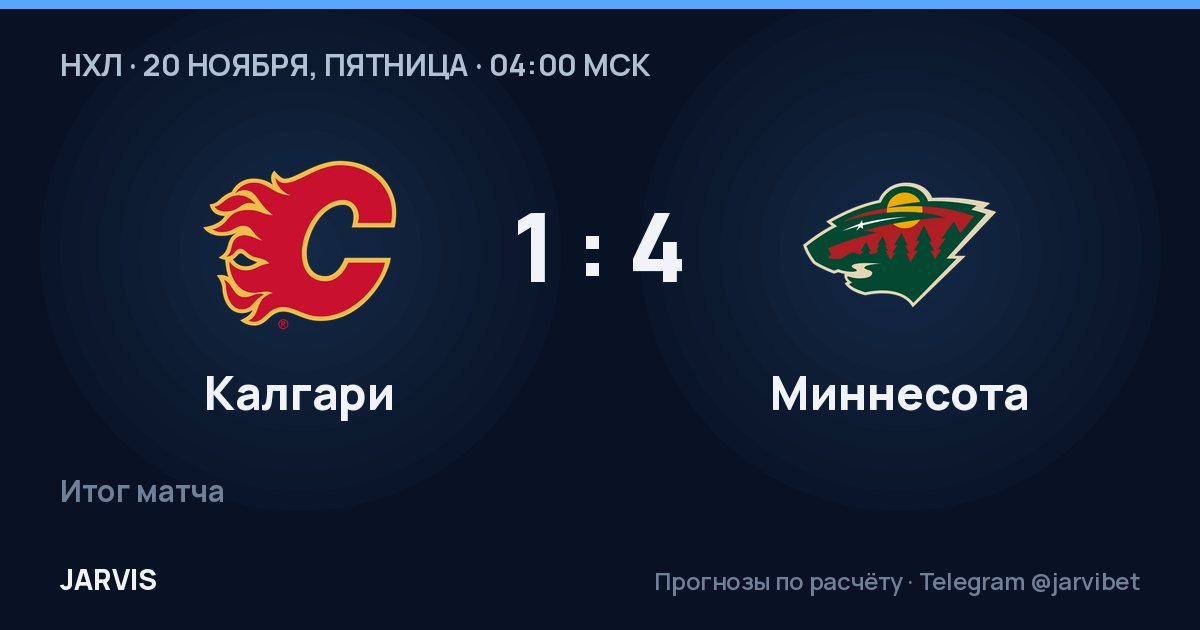 НХЛ · 20 НОЯБРЯ, ПЯТНИЦА · 04:00 МСК
1 : 4
Калгари
Миннесота
Итог матча
JARVIS
Прогнозы по расчёту · Telegram @jarvibet